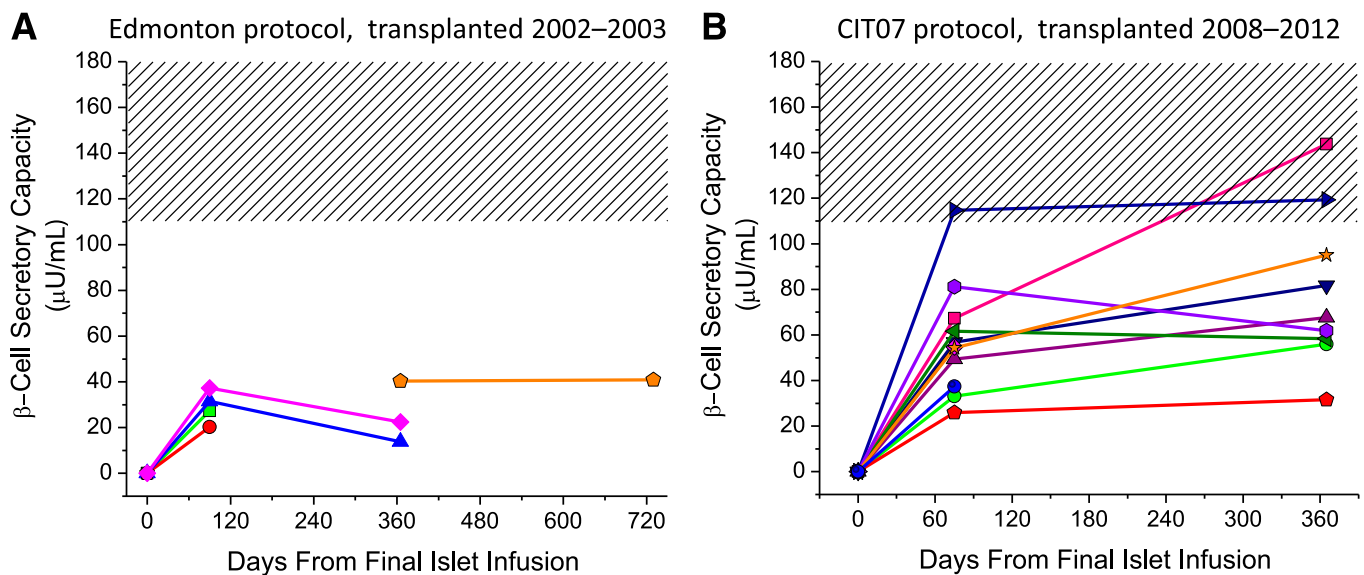 A Edmonton protocol, transplanted 2002–2003
180
160
140
120
100
80
60
40
20
0
β−Cell Secretory Capacity
(μU/mL)
0 120 240 360 480 600 720
Days From Final Islet Infusion
B CIT07 protocol, transplanted 2008–2012
180
160
140
120
100
80
60
40
20
0
β−Cell Secretory Capacity
(μU/mL)
0 60 120 180 240 300 360
Days From Final Islet Infusion